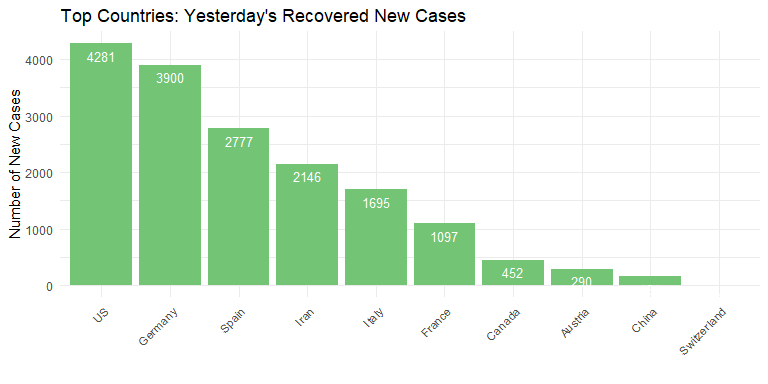 Top Countries: Yesterday's Recovered New Cases
Number of New Cases
4000
3000
2000
1000
0
4281
3900
2777
2146
1695
1097
452
290
US
Germany
Spain
Iran
Italy
France
Canada
Austria
China
Switzerland